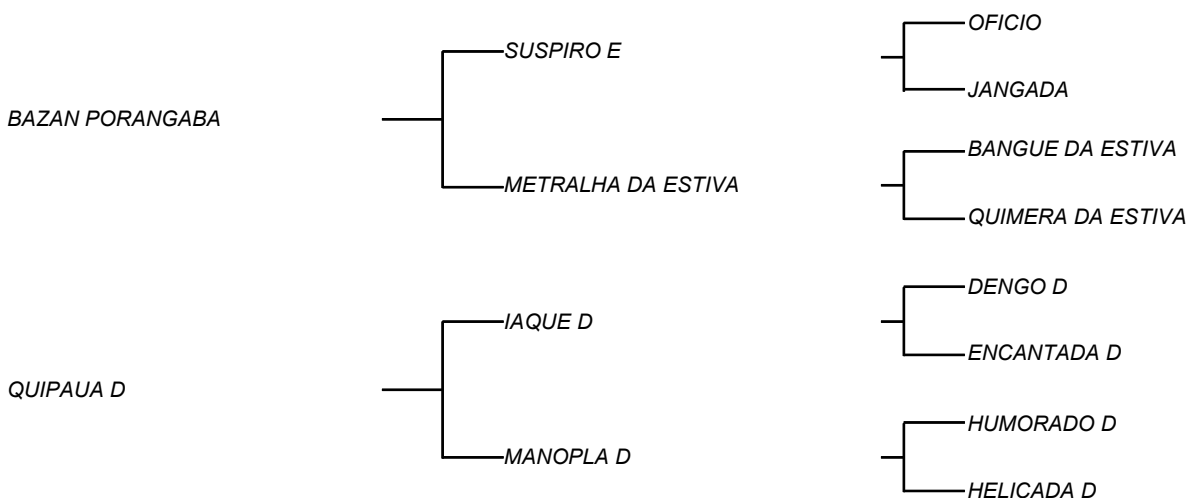 OFICIO
SUSPIRO E
JANGADA
BAZAN PORANGABA
BANGUE DA ESTIVA
METRALHA DA ESTIVA
QUIMERA DA ESTIVA
DENGO D
IAQUE D
ENCANTADA D
QUIPAUA D
HUMORADO D
MANOPLA D
HELICADA D